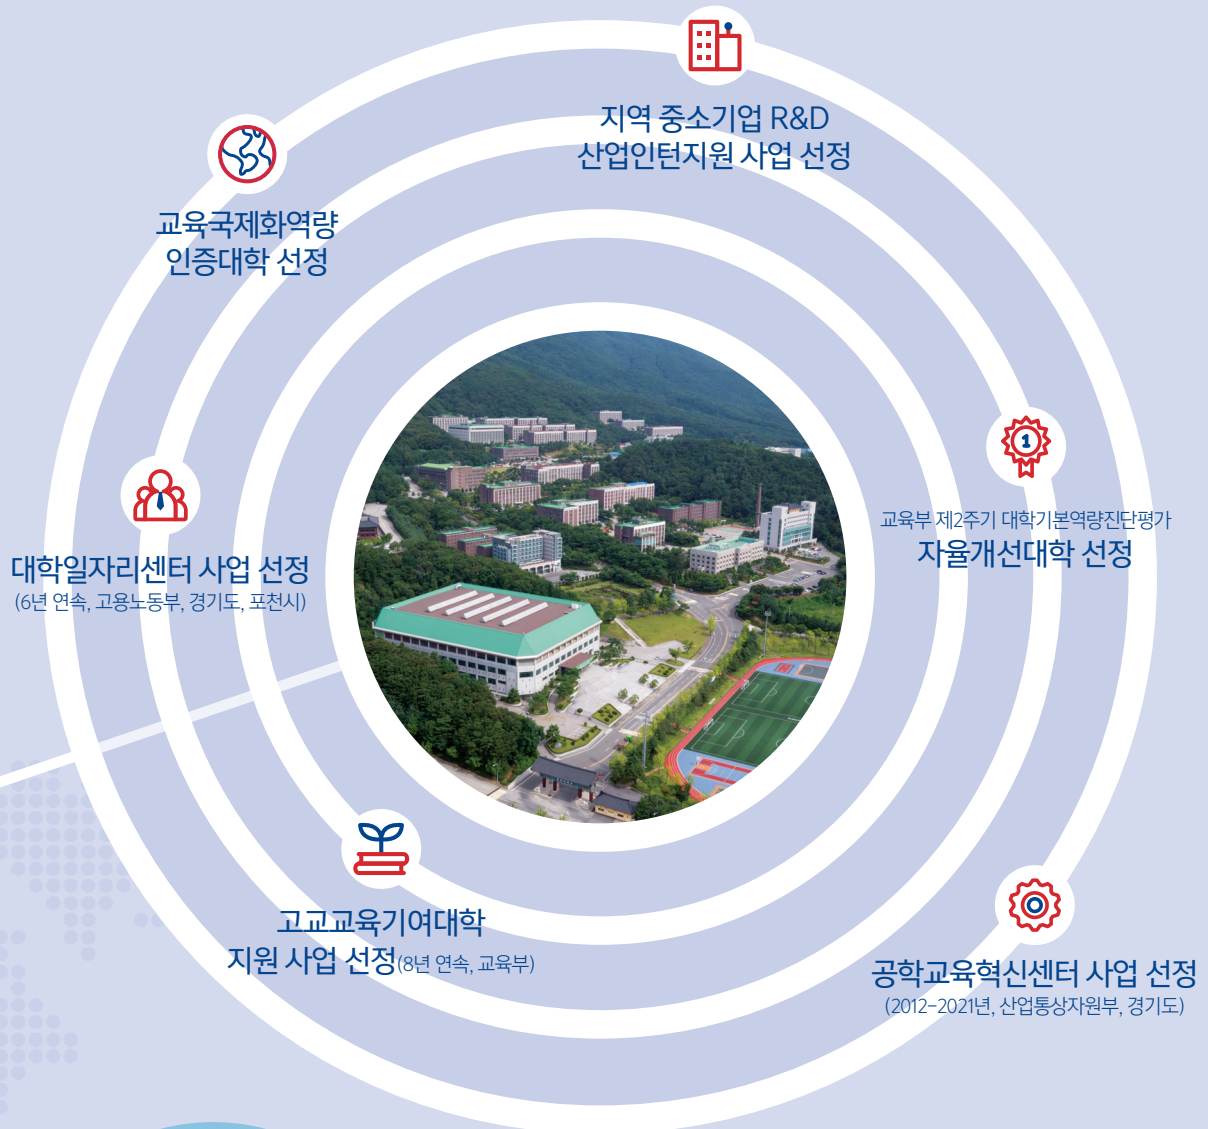 지역 중소기업 R&D
산업인턴지원 사업 선정
교육국제화역량
인증대학 선정
1
교육부 제2주기 대학기본역량진단평가
자율개선대학 선정
대학일자리센터 사업 선정
(6년 연속, 고용노동부, 경기도, 포천시)
고교교육기여대학
지원 사업 선정(8년 연속, 교육부)
공학교육혁신센터 사업 선정
(2012-2021년, 산업통상자원부, 경기도)